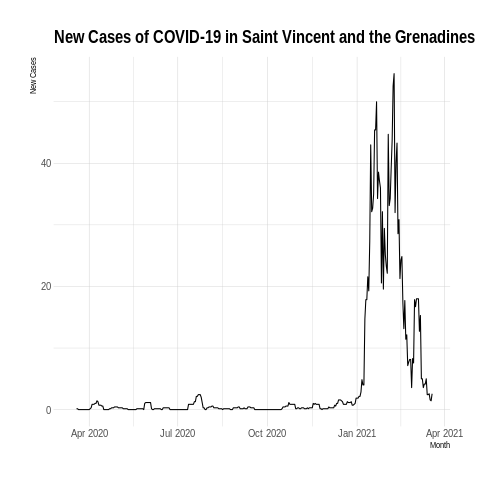 New Cases of COVID-19 in Saint Vincent and the Grenadines
New Cases
40
20
0
Apr 2020 Jul 2020 Oct 2020 Jan 2021 Apr 2021
Month